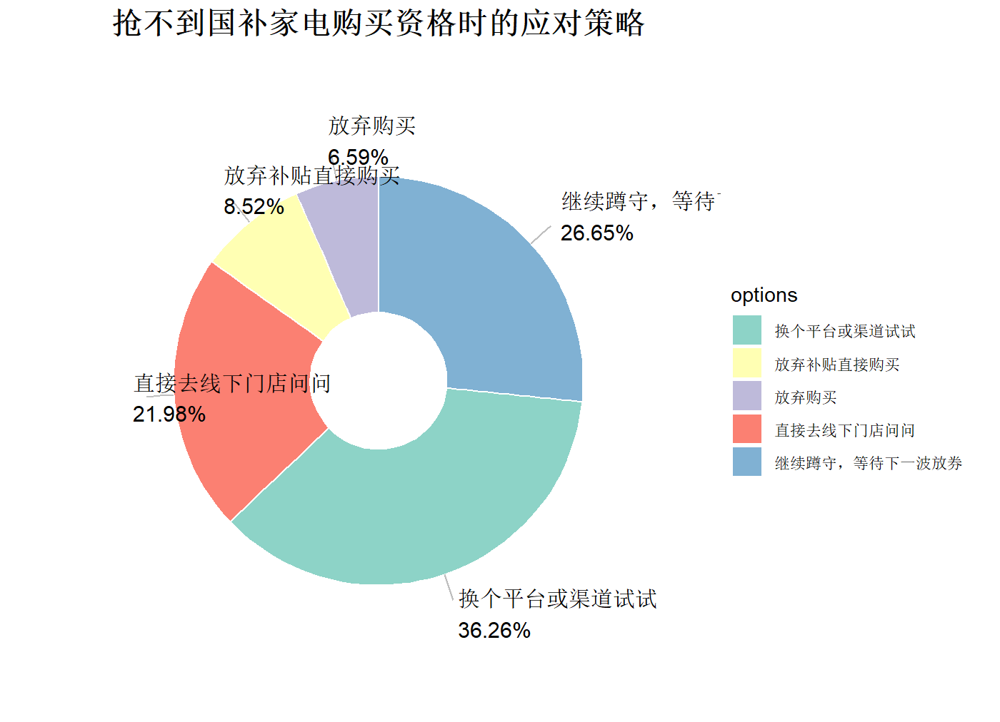 抢不到国补家电购买资格时的应对策略
放弃购买
6.59%
放弃补贴直接购买
8.52%
继续蹲守，等待
26.65%
直接去线下门店问问
21.98%
换个平台或渠道试试
36.26%
options
换个平台或渠道试试
放弃补贴直接购买
放弃购买
直接去线下门店问问
继续蹲守，等待下一波放券